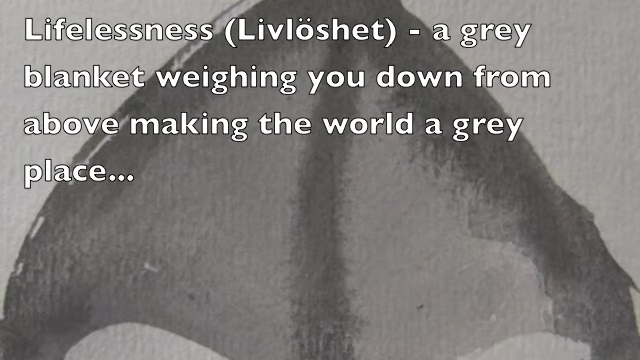 Lifelessness (Livlöshet) - a grey
blanket weighing you down from
above making the world a grey
place...